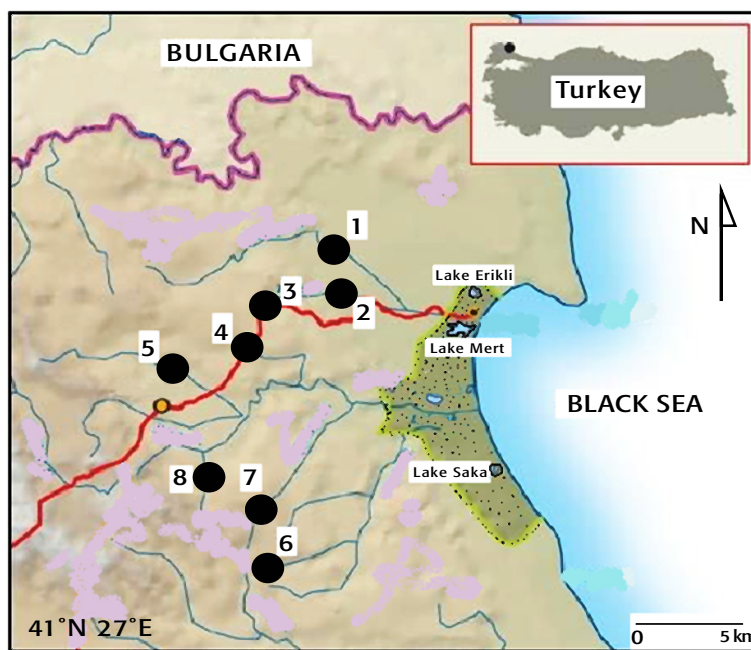 BULGARIA
Turkey
N
1
Lake Erikli
2
3
4
Lake Mert
5
BLACK SEA
Lake Saka
8
7
6
41°N 27°E
0 5 km